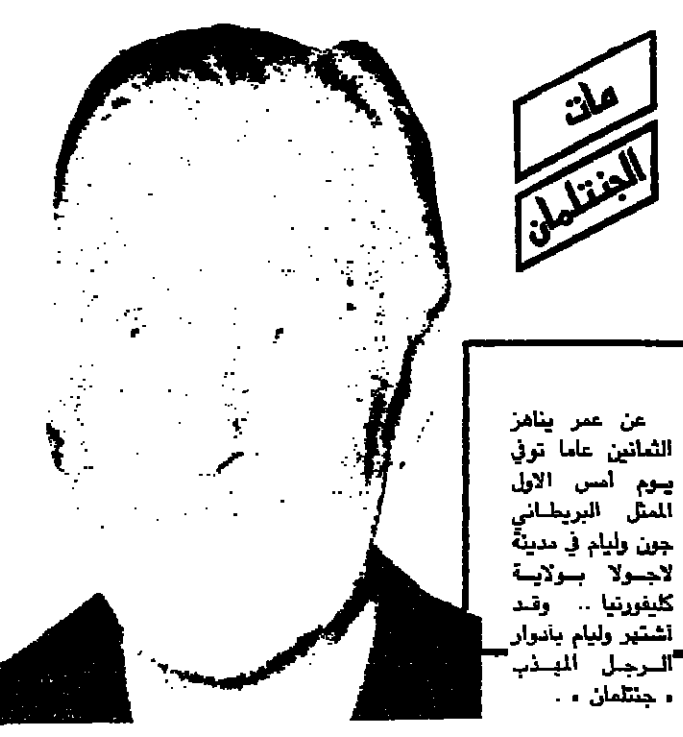 مات
الجنتلمان
عن عمر يناهز
الثمانين عاما توفي
يوم أمس الاول
الممثل البريطاني
جون وليام في مدينة
لاجولا بولاية
كليفورنيا .. وقد
اشتهر وليام بأدوار
الرجل المهذب
" جنتلمان " .